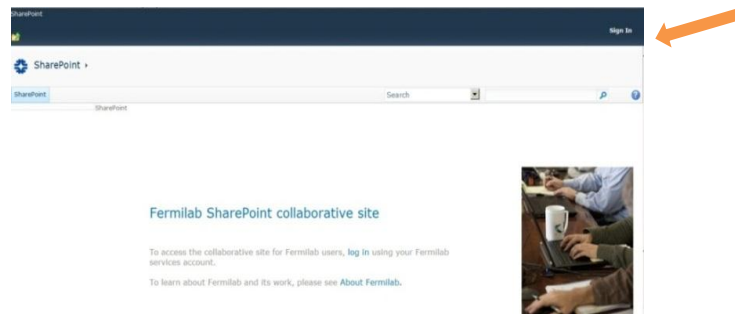 SharePoint
Sign In
SharePoint ›
SharePoint
Search
SharePoint
Fermilab SharePoint collaborative site
To access the collaborative site for Fermilab users, log in using your Fermilab
services account.
To learn about Fermilab and its work, please see About Fermilab.